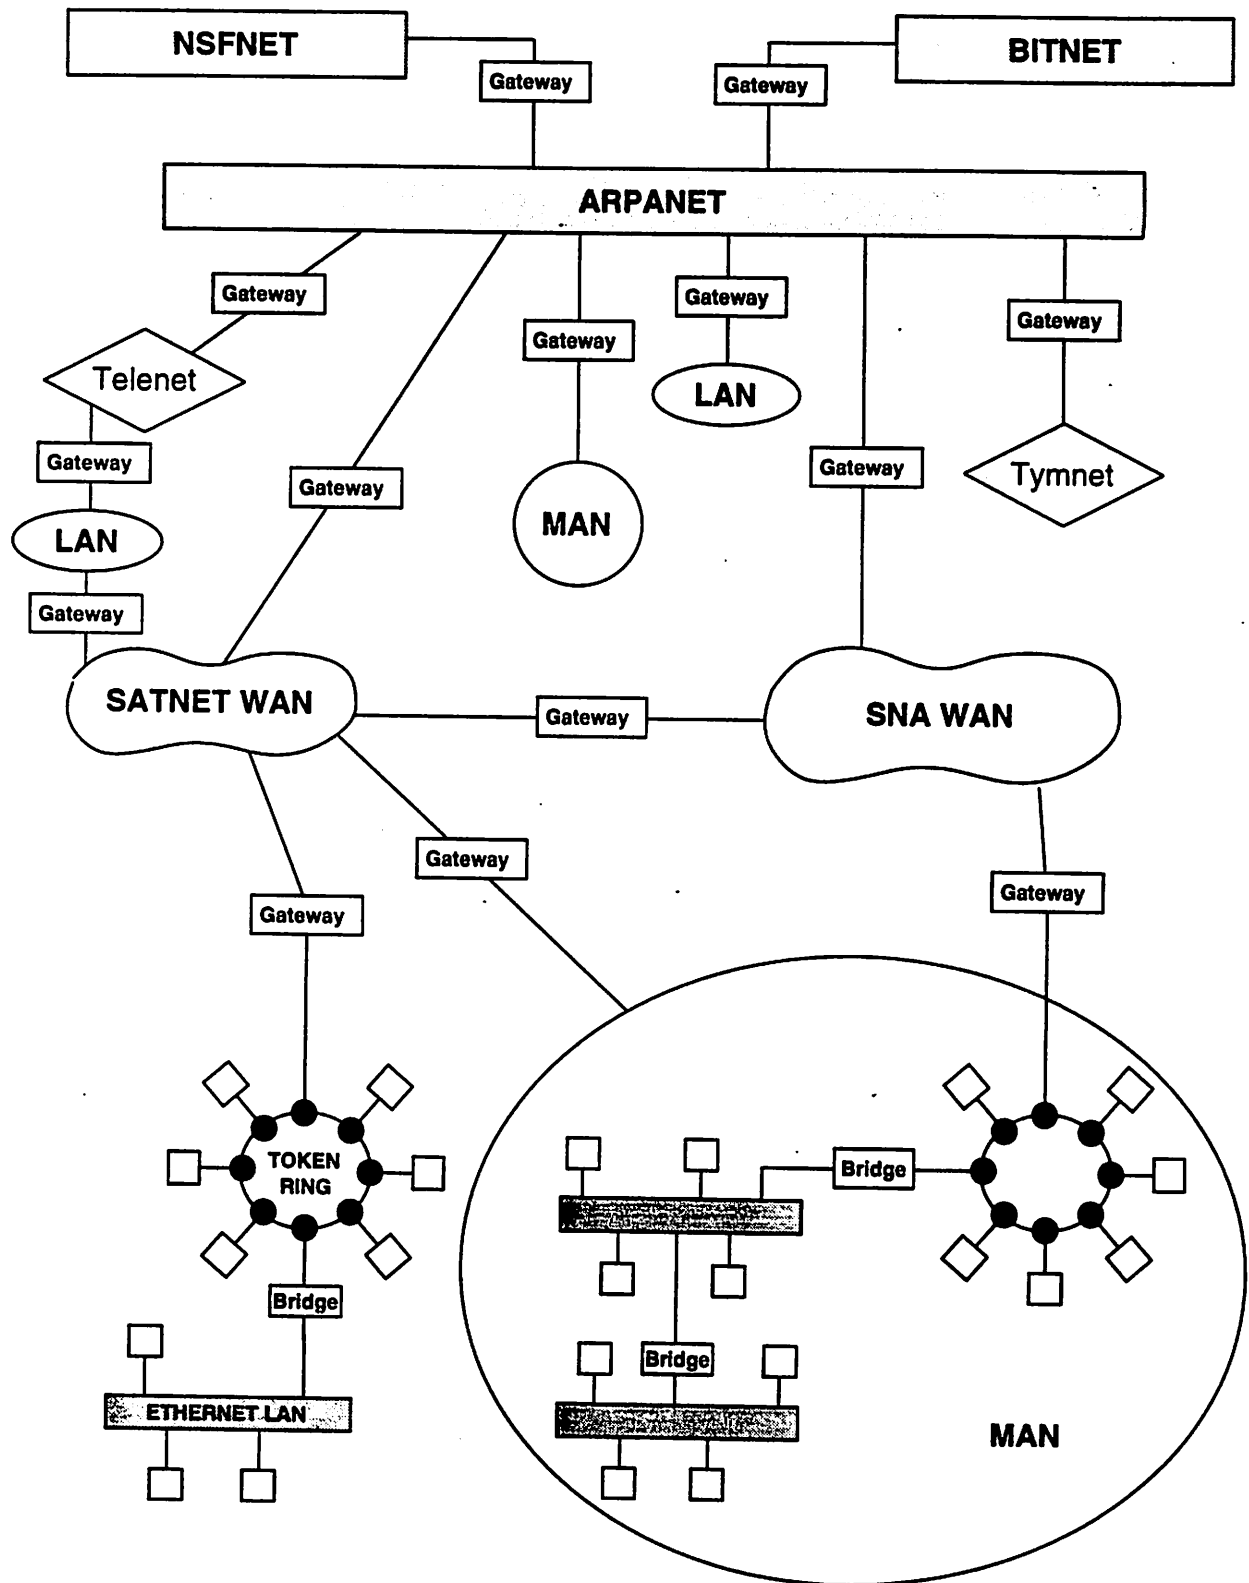 NSFNET
BITNET
Gateway
Gateway
ARPANET
Gateway
Gateway
Gateway
Gateway
Telenet
LAN
Gateway
Gateway
Gateway
Tymnet
Gateway
MAN
LAN
Gateway
SATNET WAN
Gateway
SNA WAN
Gateway
Gateway
Gateway
TOKEN
RING
Bridge
Bridge
Bridge
ETHERNET LAN
MAN